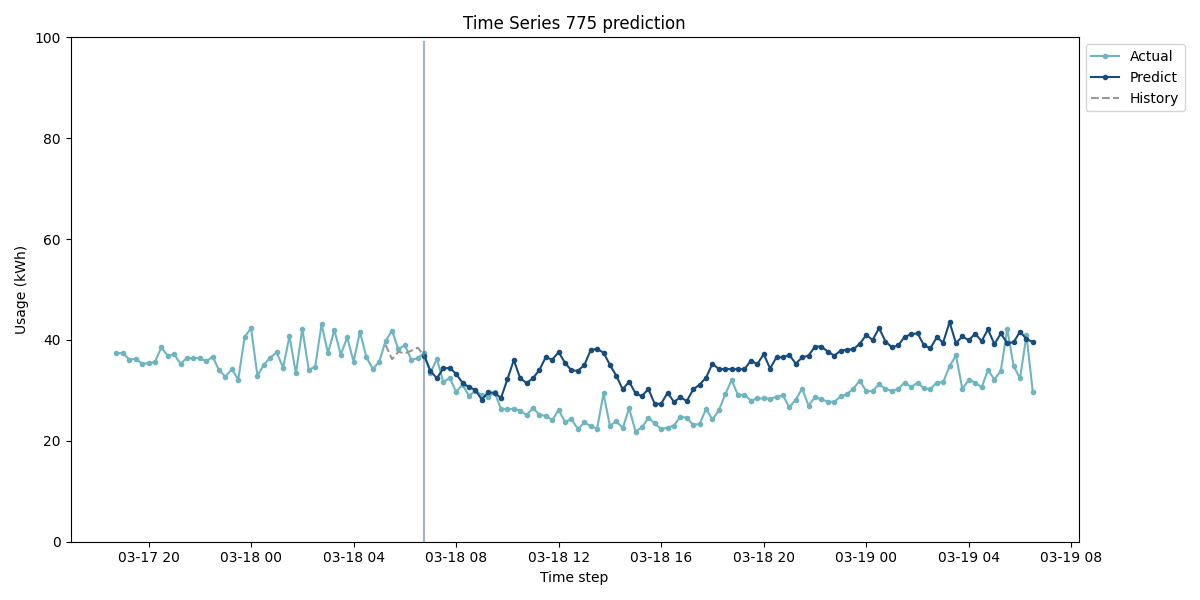 Time Series 775 prediction
100
80
60
40
20
0
Usage (kWh)
03-17 20 03-18 00 03-18 04 03-18 08 03-18 12 03-18 16 03-18 20 03-19 00 03-19 04 03-19 08
Time step
Actual
Predict
History